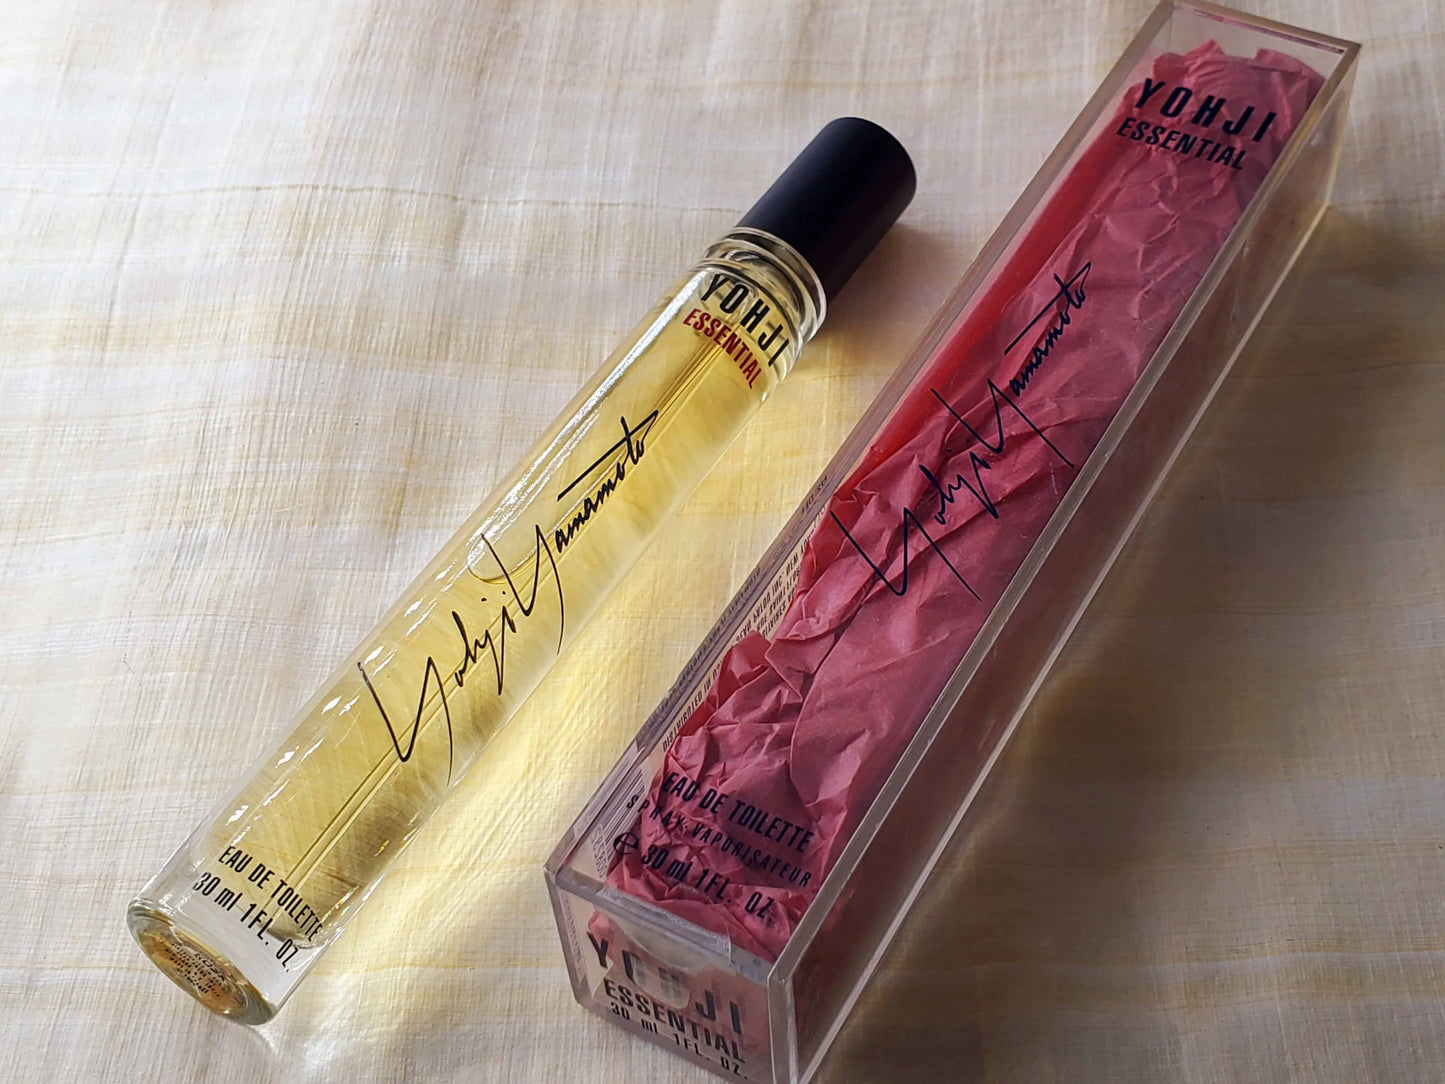 YOHJI
ESSENTIAL
Yohji Yamamoto
EAU DE TOILETTE
30 ml 1FL. OZ.
YOHJI
ESSENTIAL
Yohji Yamamoto
EAU DE TOILETTE
SPRAY-VAPORISATEUR
℮ 30 ml 1FL. OZ.
YOHJI
ESSENTIAL
30 ml 1FL. OZ.